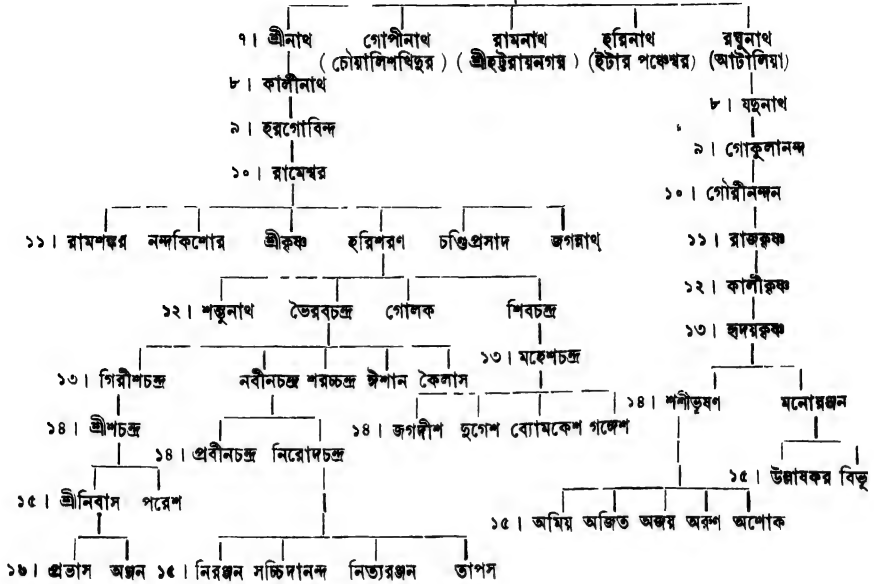 ৭। শ্রীনাথ গোপীনাথ রামনাথ হরিনাথ রঘুনাথ
( চৌয়ালিশথিত্বর ) ( শ্রীহট্টরায়নগর ) (ইটার পঞ্চেশ্বর) (আটালিয়া)
৮। কালীনাথ
৮। যদুনাথ
৯। হরগোবিন্দ
৯। গোকুলানন্দ
১০। রামেশ্বর
১০। গৌরীনন্দন
১১। রামশঙ্কর নন্দকিশোর শ্রীকৃষ্ণ হরিশরণ চণ্ডিপ্রসাদ জগন্নাথ ১১। রাজকৃষ্ণ
১২। কালীকৃষ্ণ
১২। শম্ভুনাথ ভৈরবচন্দ্র গোলক শিবচন্দ্র
১৩। হৃদয়কৃষ্ণ
১৩। মহেশচন্দ্র
১৩। গিরীশচন্দ্র নবীনচন্দ্র শরচ্চন্দ্র ঈশান কৈলাস
১৪। শশীভূষণ মনোরঞ্জন
১৪। শ্রীশচন্দ্র
১৪। জগদীশ দুগেশ ব্যোমকেশ গঙ্গেশ
১৪। প্রবীনচন্দ্র নিরোদচন্দ্র
১৫। উল্লাষকর বিভূ
১৫। শ্রীনিবাস পরেশ
১৫। অমিয় অজিত অজয় অরুণ অশোক
১৬। প্রভাস অঞ্জন ১৫। নিরঞ্জন সচ্চিদানন্দ নিত্যরঞ্জন তাপস